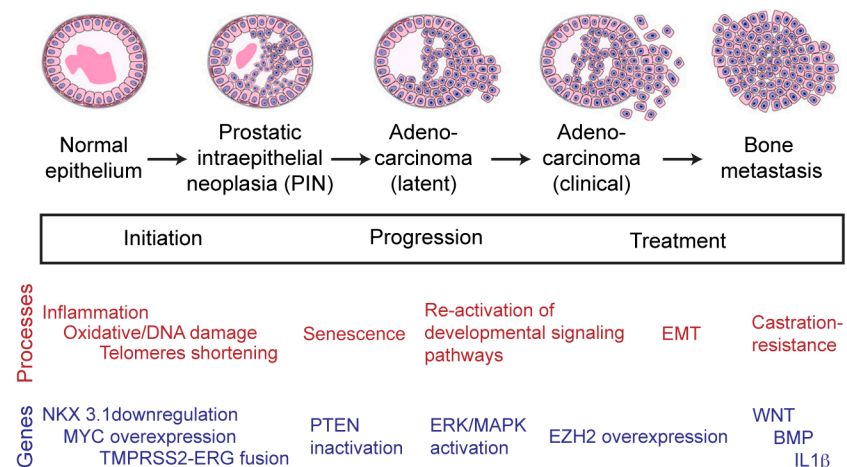 Normal
epithelium
Prostatic
intraepithelial
neoplasia (PIN)
Adeno-
carcinoma
(latent)
Adeno-
carcinoma
(clinical)
Bone
metastasis
Initiation
Progression
Treatment
Processes
Inflammation
Oxidative/DNA damage
Telomeres shortening
Senescence
Re-activation of
developmental signaling
pathways
EMT
Castration-
resistance
Genes
NKX 3.1downregulation
MYC overexpression
TMPRSS2-ERG fusion
PTEN
inactivation
ERK/MAPK
activation
EZH2 overexpression
WNT
BMP
IL1β